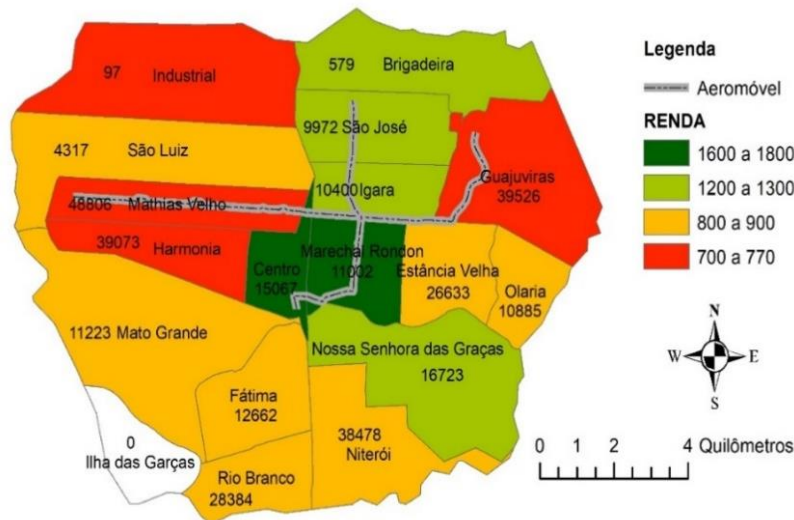 97 Industrial
579 Brigadeira
4317 São Luiz
9972 São José
Guajuviras
39526
10400 Igara
48806 Mathias Velho
39073
Harmonia
Centro
15067
Marechal Rondon
11002
Estância Velha
26633
Olaria
10885
11223 Mato Grande
Nossa Senhora das Graças
16723
Fátima
12662
0
Ilha das Garças
38478
Niterói
Rio Branco
28384
Legenda
Aeromóvel
RENDA
1600 a 1800
1200 a 1300
800 a 900
700 a 770
N
W E
S
0 2 4 Quilômetros